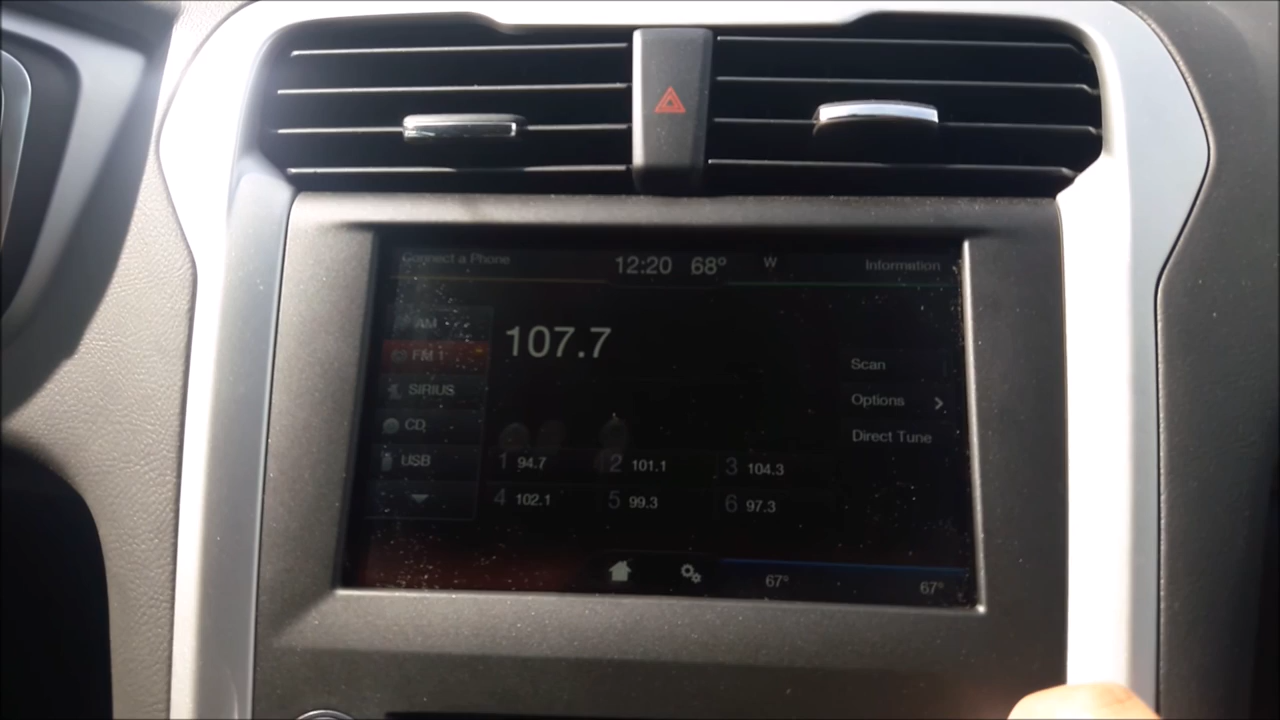 Connect a Phone 12:20 68° W Information
AM
FM 1
SIRIUS
CD
USB
107.7
Scan
Options
Direct Tune
1 94.7 2 101.1 3 104.3
4 102.1 5 99.3 6 97.3
67° 67°